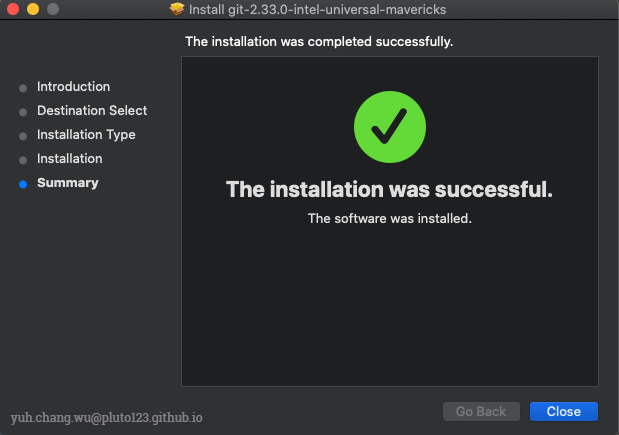 Install git-2.33.0-intel-universal-mavericks
The installation was completed successfully.
Introduction
Destination Select
Installation Type
Installation
Summary
The installation was successful.
The software was installed.
yuh.chang.wu@pluto123.github.io
Go Back
Close